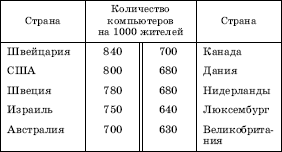 Страна Количество компьютеров на 1000 жителей Страна
Швейцария 840 700 Канада
США 800 680 Дания
Швеция 780 680 Нидерланды
Израиль 750 640 Люксембург
Австралия 700 630 Великобрита-
ния